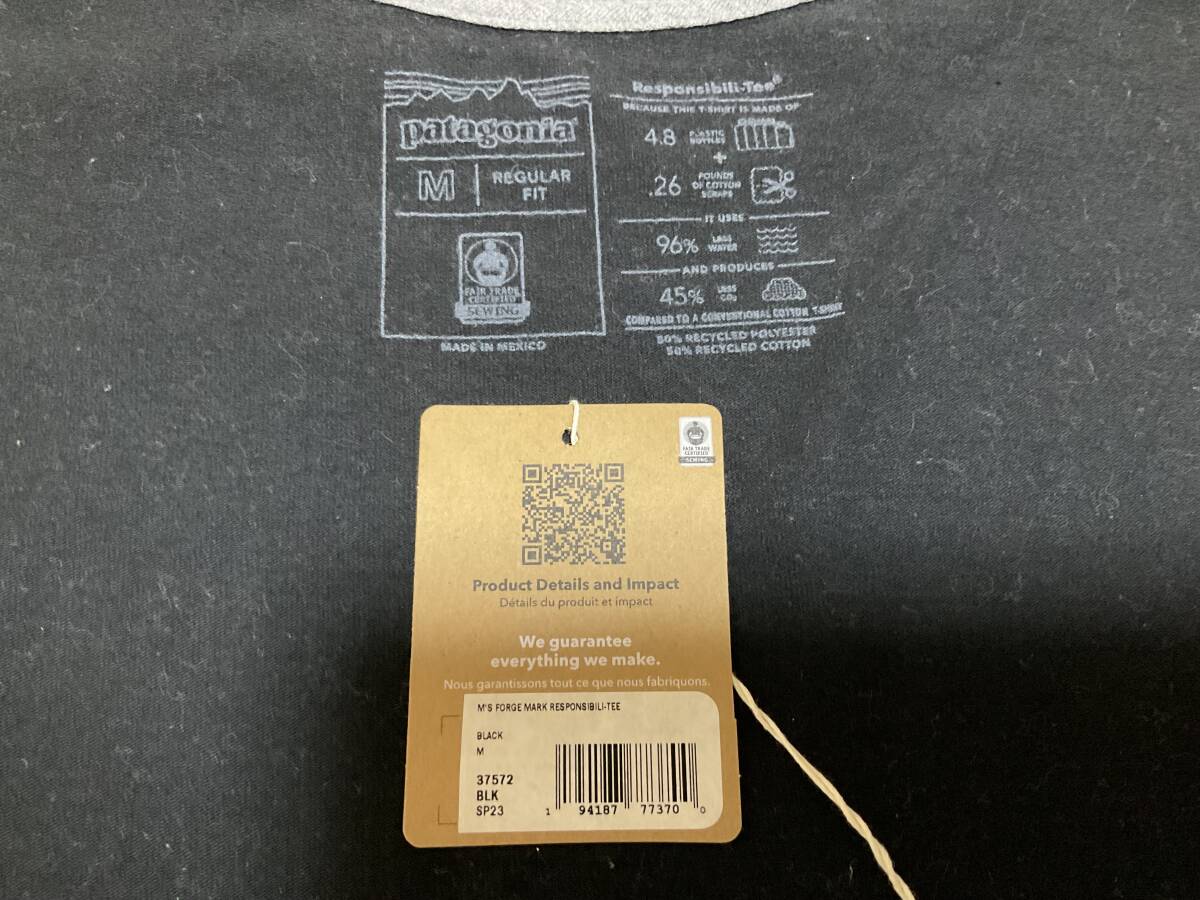 patagonia®
M
REGULAR
FIT
FAIR TRADE
CERTIFIED
SEWING
MADE IN MEXICO
Responsibili-Tee®
BECAUSE THIS T-SHIRT IS MADE OF
4.8 PLASTIC
BOTTLES
+
.26 POUNDS
OF COTTON
SCRAPS
IT USES
96% LESS
WATER
AND PRODUCES
45% LESS
CO₂
COMPARED TO A CONVENTIONAL COTTON T-SHIRT
50% RECYCLED POLYESTER
50% RECYCLED COTTON
FAIR TRADE
CERTIFIED
SEWING
Product Details and Impact
Détails du produit et impact
We guarantee
everything we make.
Nous garantissons tout ce que nous fabriquons.
M'S FORGE MARK RESPONSIBILI-TEE
BLACK
M
37572
BLK
SP23
1 94187 77370 0